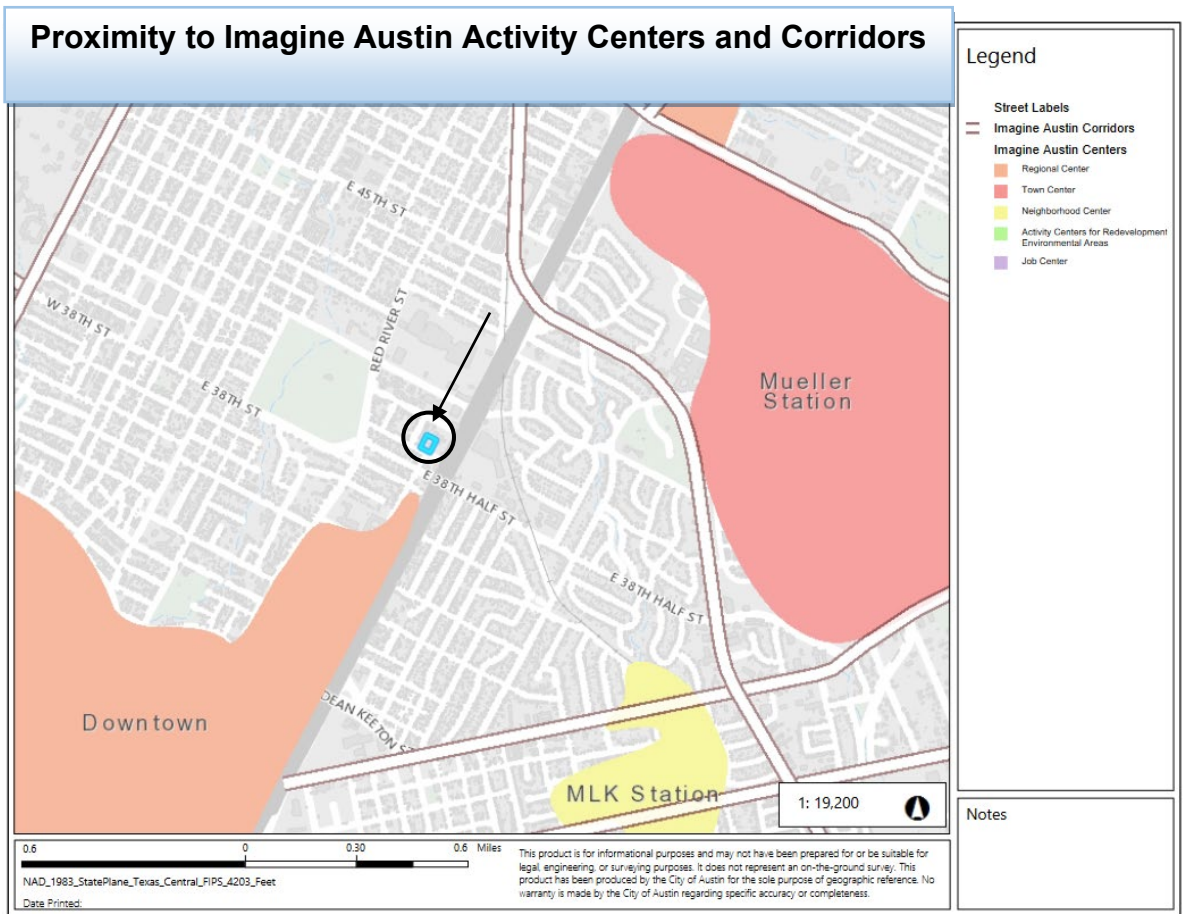 Proximity to Imagine Austin Activity Centers and Corridors
Legend
Street Labels
Imagine Austin Corridors
Imagine Austin Centers
Regional Center
Town Center
Neighborhood Center
Activity Centers for Redevelopment
Environmental Areas
Job Center
E 45TH ST
W 38TH ST
RED RIVER ST
E 38TH ST
Mueller
Station
E 38TH HALF ST
E 38TH HALF ST
DEAN KEETON ST
Downtown
MLK Station
1: 19,200
Notes
0.6 0 0.30 0.6 Miles
NAD_1983_StatePlane_Texas_Central_FIPS_4203_Feet
Date Printed:
This product is for informational purposes and may not have been prepared for or be suitable for
legal, engineering, or surveying purposes. It does not represent an on-the-ground survey. This
product has been produced by the City of Austin for the sole purpose of geographic reference. No
warranty is made by the City of Austin regarding specific accuracy or completeness.